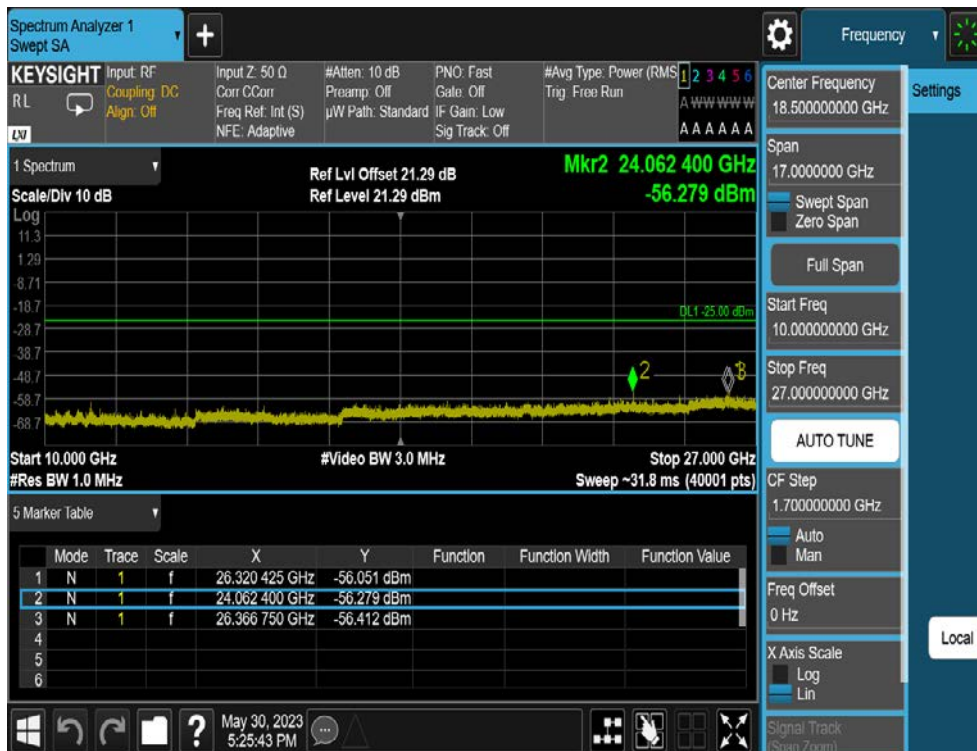 Spectrum Analyzer 1
Swept SA
+
Frequency
KEYSIGHT
RL
LXI
Input: RF
Coupling: DC
Align: Off
Input Z: 50 Ω
Corr CCorr
Freq Ref: Int (S)
NFE: Adaptive
#Atten: 10 dB
Preamp: Off
µW Path: Standard
PNO: Fast
Gate: Off
IF Gain: Low
Sig Track: Off
#Avg Type: Power (RMS
Trig: Free Run
1 2 3 4 5 6
A W W W W W
A A A A A A
1 Spectrum
Scale/Div 10 dB
Ref Lvl Offset 21.29 dB
Ref Level 21.29 dBm
Mkr2 24.062 400 GHz
-56.279 dBm
Log
11.3
1.29
-8.71
-18.7
-28.7
-38.7
-48.7
-58.7
-68.7
DL1 -25.00 dBm
2
Start 10.000 GHz
#Res BW 1.0 MHz
#Video BW 3.0 MHz
Stop 27.000 GHz
Sweep ~31.8 ms (40001 pts)
5 Marker Table
Mode Trace Scale X Y Function Function Width Function Value
1 N 1 f 26.320 425 GHz -56.051 dBm
2 N 1 f 24.062 400 GHz -56.279 dBm
3 N 1 f 26.366 750 GHz -56.412 dBm
4
5
6
May 30, 2023
5:25:43 PM
?
Center Frequency
18.500000000 GHz
Span
17.0000000 GHz
Swept Span
Zero Span
Full Span
Start Freq
10.000000000 GHz
Stop Freq
27.000000000 GHz
AUTO TUNE
CF Step
1.700000000 GHz
Auto
Man
Freq Offset
0 Hz
X Axis Scale
Log
Lin
Signal Track
(Span Zoom)
Settings
Local